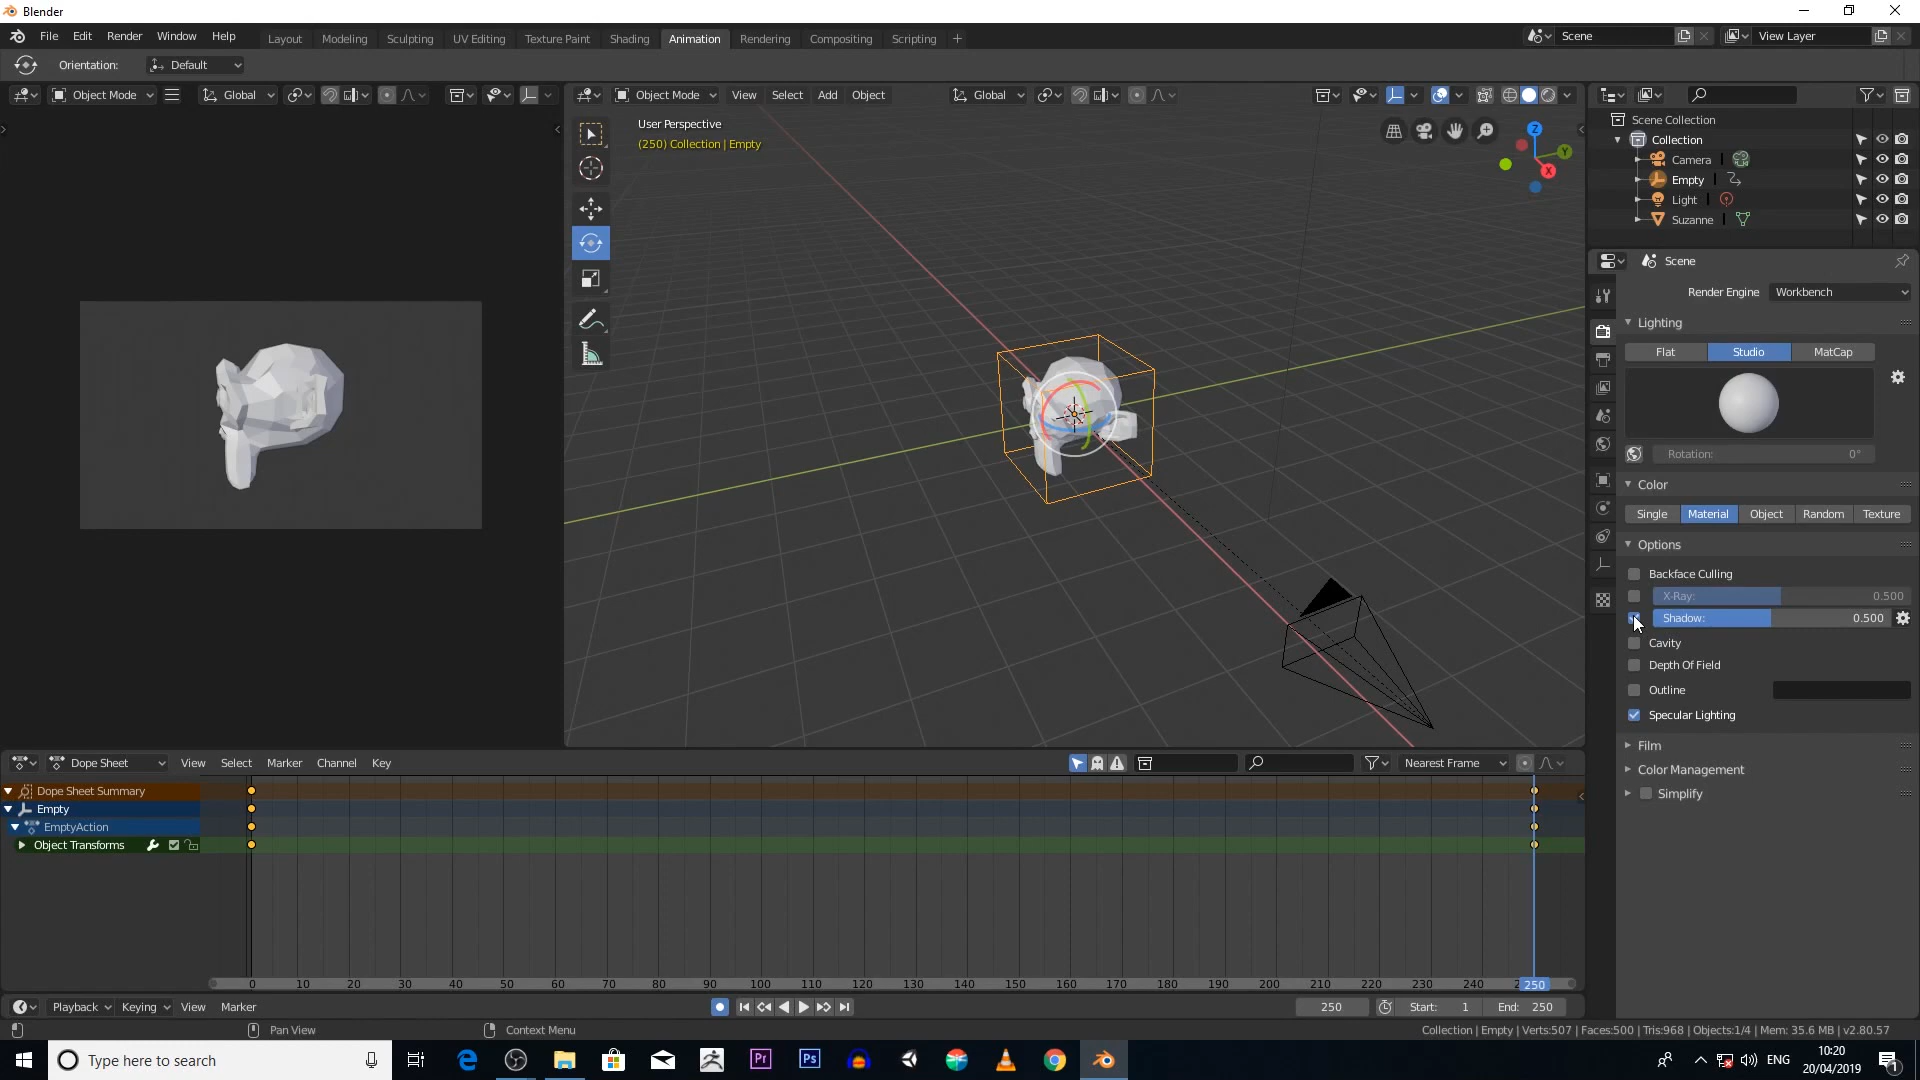 Blender
File Edit Render Window Help Layout Modeling Sculpting UV Editing Texture Paint Shading Animation Rendering Compositing Scripting + Scene View Layer
Orientation: Default
Object Mode Global Object Mode View Select Add Object Global
User Perspective
(250) Collection | Empty
Z
Y
X
Scene Collection
Collection
Camera
Empty
Light
Suzanne
Scene
Render Engine Workbench
Lighting
Flat Studio MatCap
Rotation: 0°
Color
Single Material Object Random Texture
Options
Backface Culling
X-Ray: 0.500
Shadow: 0.500
Cavity
Depth Of Field
Outline
Specular Lighting
Film
Color Management
Simplify
Dope Sheet View Select Marker Channel Key Nearest Frame
Dope Sheet Summary
Empty
EmptyAction
Object Transforms
0 10 20 30 40 50 60 70 80 90 100 110 120 130 140 150 160 170 180 190 200 210 220 230 240 250
Playback Keying View Marker 250 Start: 1 End: 250
Pan View Context Menu Collection | Empty | Verts:507 | Faces:500 | Tris:968 | Objects:1/4 | Mem: 35.6 MB | v2.80.57
Type here to search Pr Ps ENG 10:20
20/04/2019 1